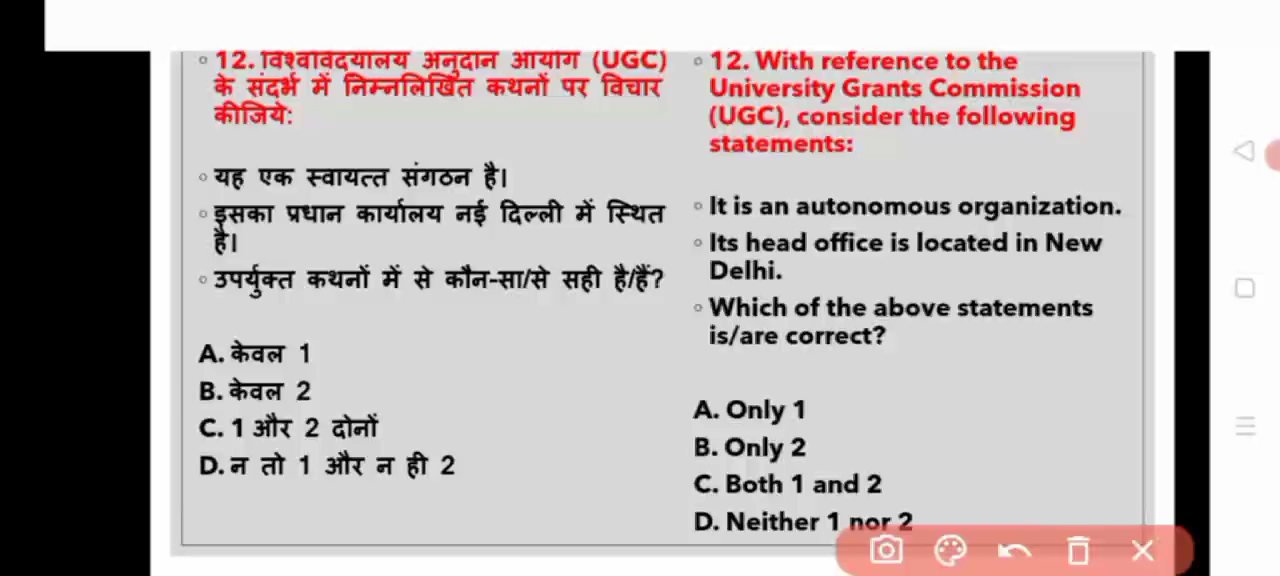 12. विश्वविद्यालय अनुदान आयोग (UGC)
के संदर्भ में निम्नलिखित कथनों पर विचार
कीजिये:
यह एक स्वायत्त संगठन है।
इसका प्रधान कार्यालय नई दिल्ली में स्थित
है।
उपर्युक्त कथनों में से कौन-सा/से सही है/हैं?
A. केवल 1
B. केवल 2
C. 1 और 2 दोनों
D. न तो 1 और न ही 2
12. With reference to the
University Grants Commission
(UGC), consider the following
statements:
It is an autonomous organization.
Its head office is located in New
Delhi.
Which of the above statements
is/are correct?
A. Only 1
B. Only 2
C. Both 1 and 2
D. Neither 1 nor 2